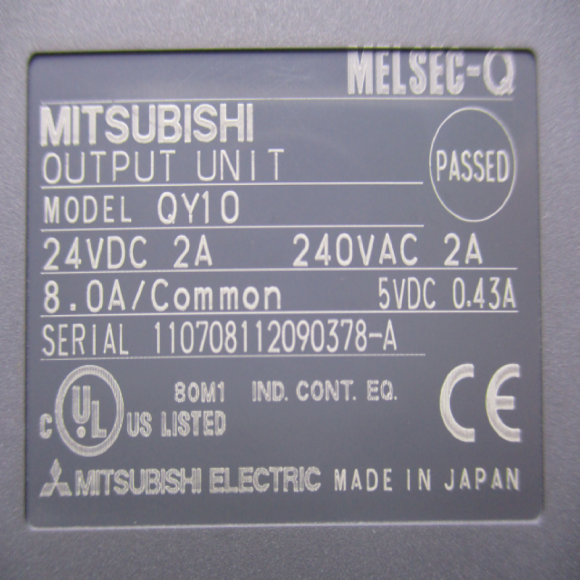 MELSEC-Q
MITSUBISHI
OUTPUT UNIT
PASSED
MODEL QY10
24VDC 2A 240VAC 2A
8.0A/Common 5VDC 0.43A
SERIAL 110708112090378-A
80M1 IND. CONT. EQ.
C UL US LISTED
CE
MITSUBISHI ELECTRIC MADE IN JAPAN